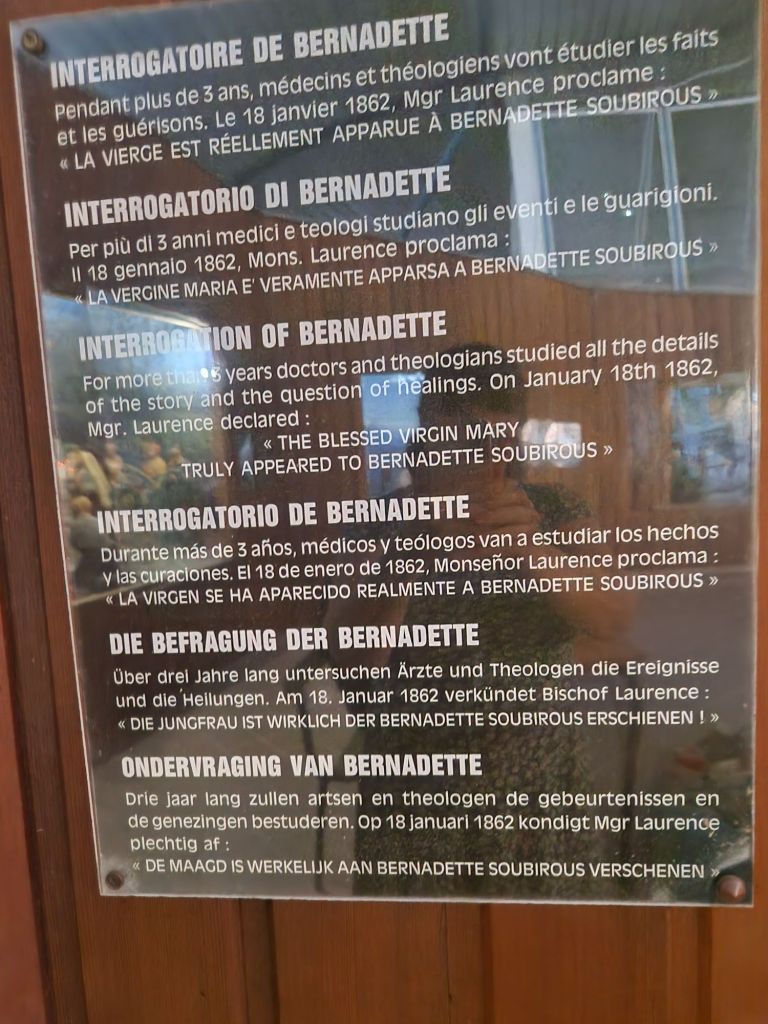 INTERROGATOIRE DE BERNADETTE
Pendant plus de 3 ans, médecins et théologiens vont étudier les faits
et les guérisons. Le 18 janvier 1862, Mgr Laurence proclame :
« LA VIERGE EST RÉELLEMENT APPARUE À BERNADETTE SOUBIROUS »
INTERROGATORIO DI BERNADETTE
Per più di 3 anni medici e teologi studiano gli eventi e le guarigioni.
Il 18 gennaio 1862, Mons. Laurence proclama :
« LA VERGINE MARIA E' VERAMENTE APPARSA A BERNADETTE SOUBIROUS »
INTERROGATION OF BERNADETTE
For more than 3 years doctors and theologians studied all the details
of the story and the question of healings. On January 18th 1862,
Mgr. Laurence declared :
« THE BLESSED VIRGIN MARY
TRULY APPEARED TO BERNADETTE SOUBIROUS »
INTERROGATORIO DE BERNADETTE
Durante más de 3 años, médicos y teólogos van a estudiar los hechos
y las curaciones. El 18 de enero de 1862, Monseñor Laurence proclama :
« LA VIRGEN SE HA APARECIDO REALMENTE A BERNADETTE SOUBIROUS »
DIE BEFRAGUNG DER BERNADETTE
Über drei Jahre lang untersuchen Ärzte und Theologen die Ereignisse
und die Heilungen. Am 18. Januar 1862 verkündet Bischof Laurence :
« DIE JUNGFRAU IST WIRKLICH DER BERNADETTE SOUBIROUS ERSCHIENEN ! »
ONDERVRAGING VAN BERNADETTE
Drie jaar lang zullen artsen en theologen de gebeurtenissen en
de genezingen bestuderen. Op 18 januari 1862 kondigt Mgr Laurence
plechtig af :
« DE MAAGD IS WERKELIJK AAN BERNADETTE SOUBIROUS VERSCHENEN »